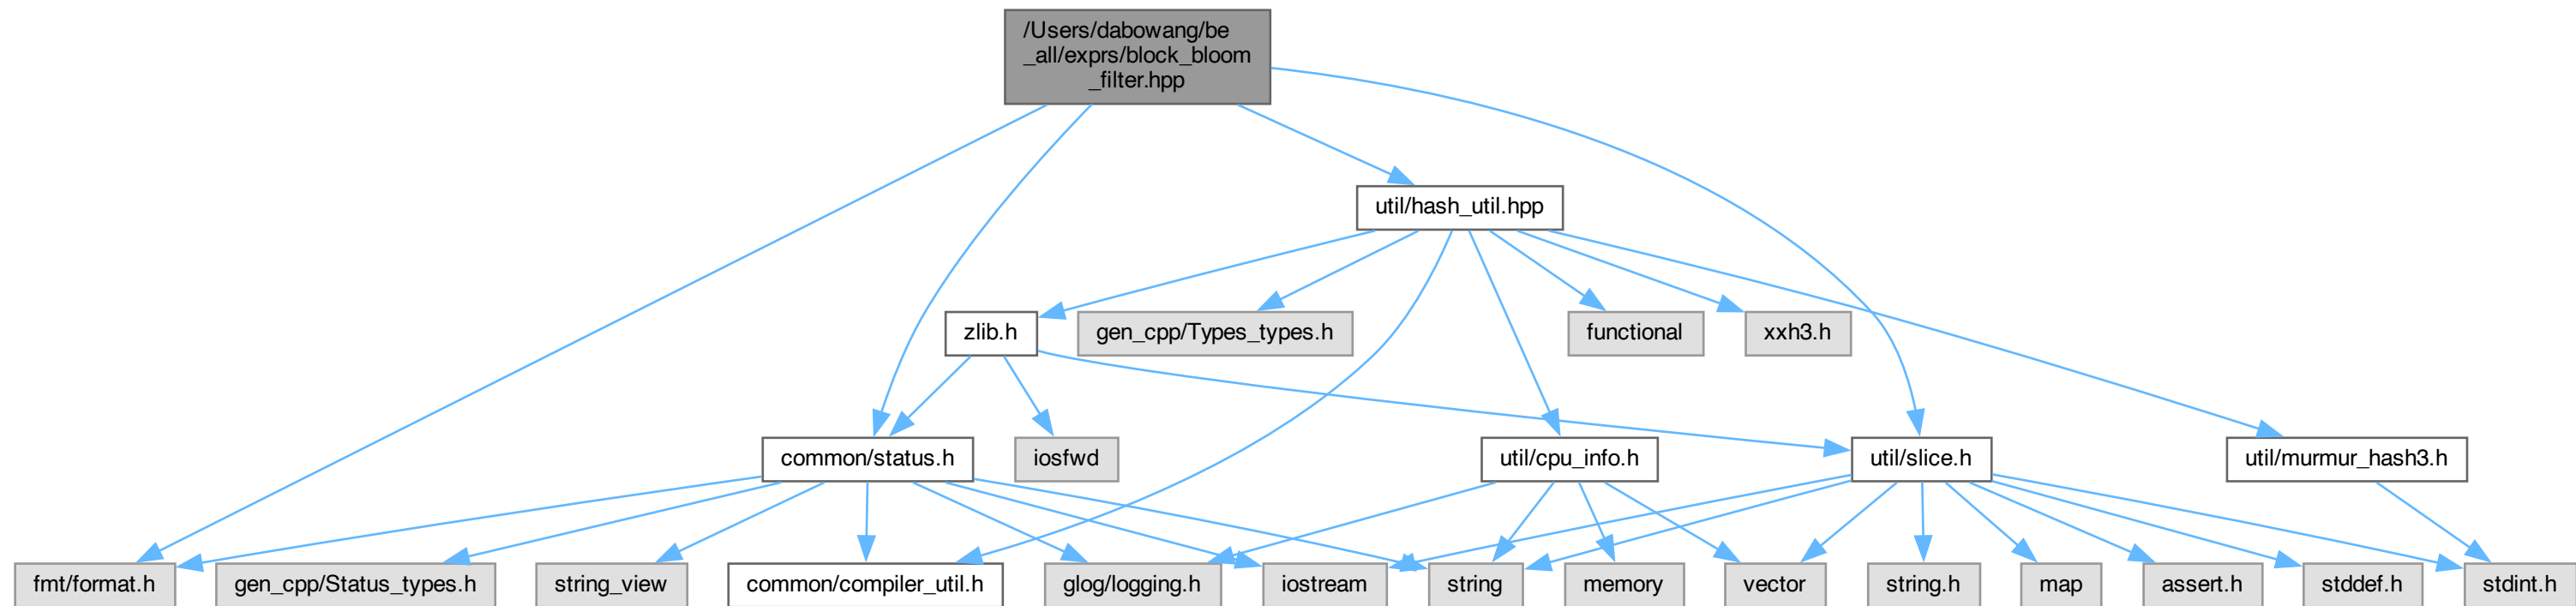 /Users/dabowang/be
_all/exprs/block_bloom
_filter.hpp
util/hash_util.hpp
zlib.h
gen_cpp/Types_types.h
functional
xxh3.h
common/status.h
iosfwd
util/cpu_info.h
util/slice.h
util/murmur_hash3.h
fmt/format.h
gen_cpp/Status_types.h
string_view
common/compiler_util.h
glog/logging.h
iostream
string
memory
vector
string.h
map
assert.h
stddef.h
stdint.h